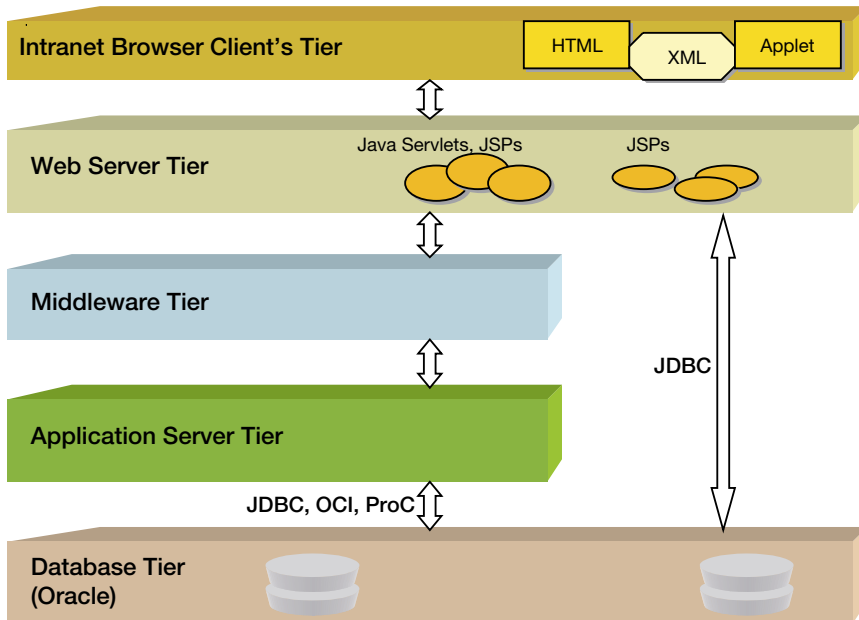 Intranet Browser Client's Tier
HTML
XML
Applet
Web Server Tier
Java Servlets, JSPs
JSPs
Middleware Tier
JDBC
Application Server Tier
JDBC, OCI, ProC
Database Tier
(Oracle)